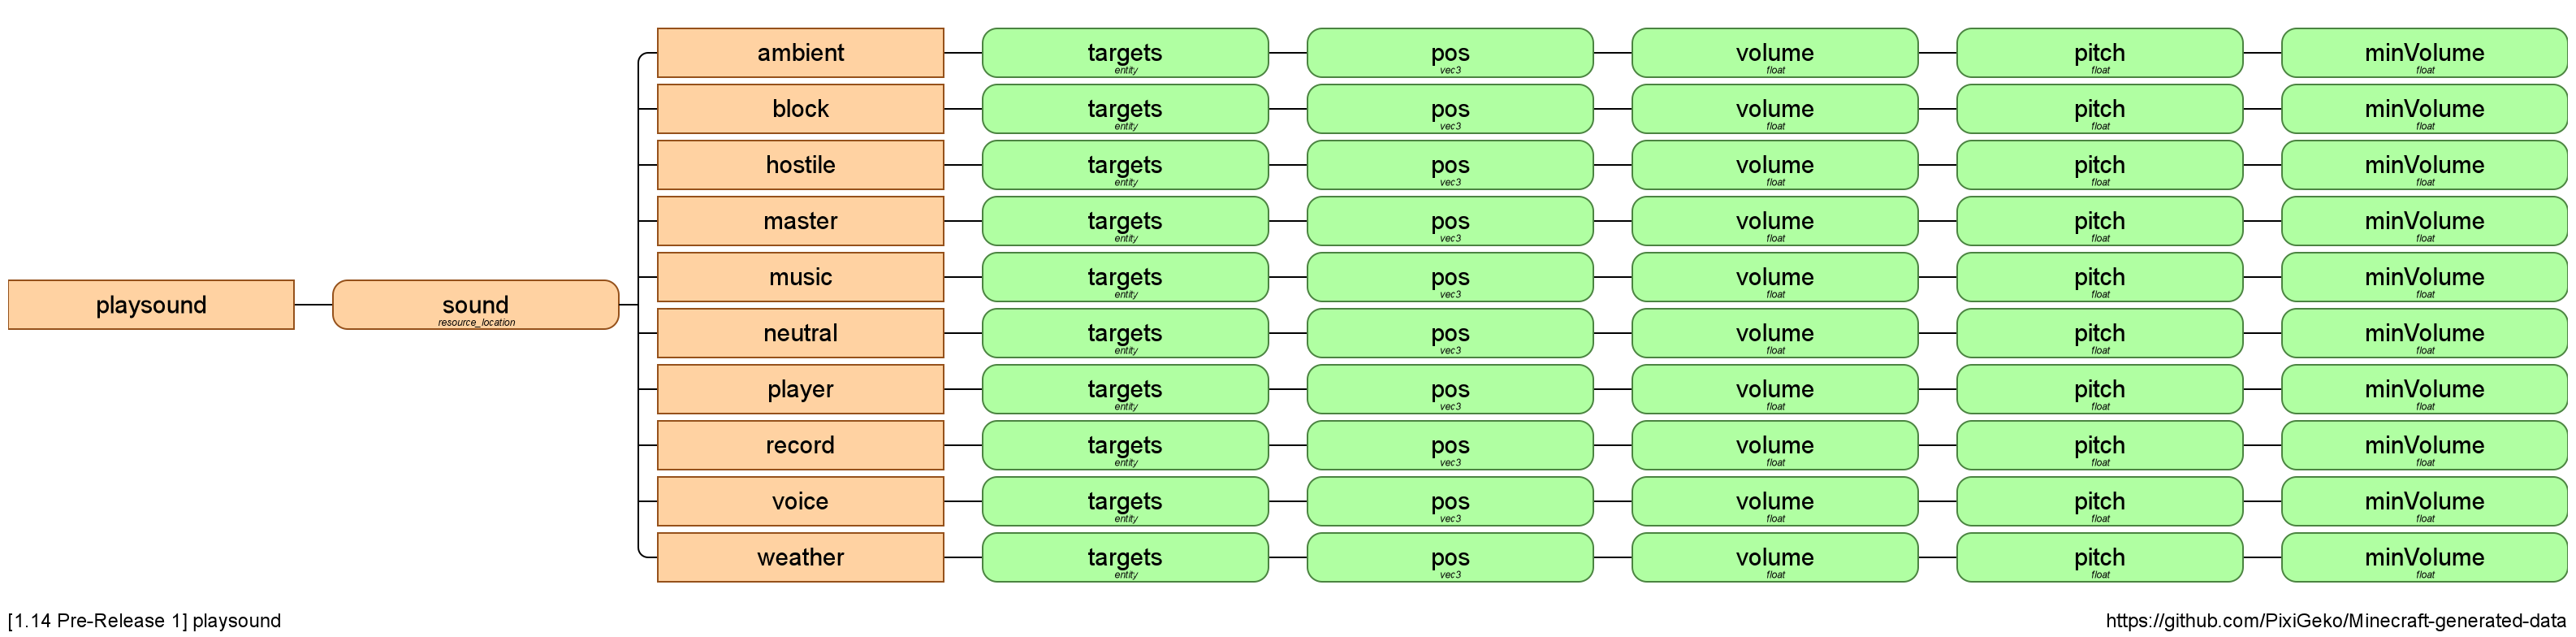 playsound
sound
resource_location
ambient
targets
entity
pos
vec3
volume
float
pitch
float
minVolume
float
block
targets
entity
pos
vec3
volume
float
pitch
float
minVolume
float
hostile
targets
entity
pos
vec3
volume
float
pitch
float
minVolume
float
master
targets
entity
pos
vec3
volume
float
pitch
float
minVolume
float
music
targets
entity
pos
vec3
volume
float
pitch
float
minVolume
float
neutral
targets
entity
pos
vec3
volume
float
pitch
float
minVolume
float
player
targets
entity
pos
vec3
volume
float
pitch
float
minVolume
float
record
targets
entity
pos
vec3
volume
float
pitch
float
minVolume
float
voice
targets
entity
pos
vec3
volume
float
pitch
float
minVolume
float
weather
targets
entity
pos
vec3
volume
float
pitch
float
minVolume
float
[1.14 Pre-Release 1] playsound
https://github.com/PixiGeko/Minecraft-generated-data